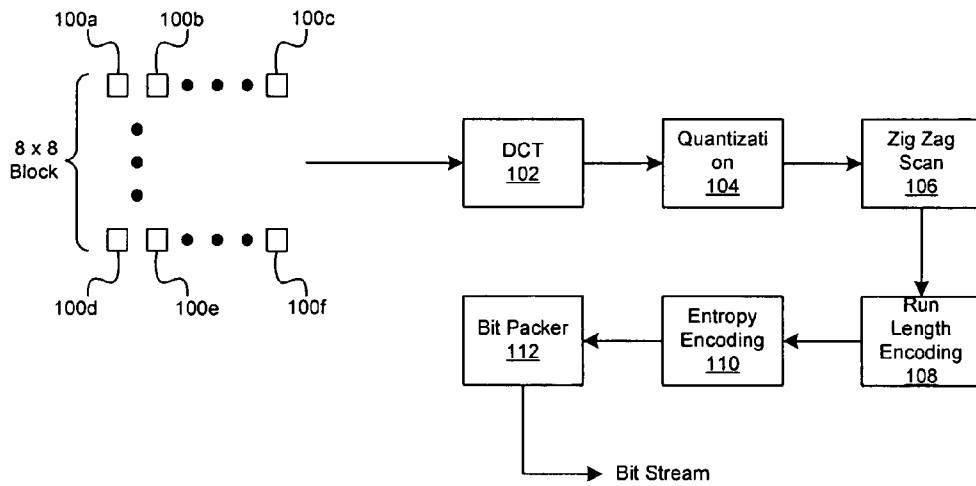 100a
100b
100c
8 x 8
Block
100d
100e
100f
DCT
102
Quantizati
on
104
Zig Zag
Scan
106
Run
Length
Encoding
108
Entropy
Encoding
110
Bit Packer
112
Bit Stream